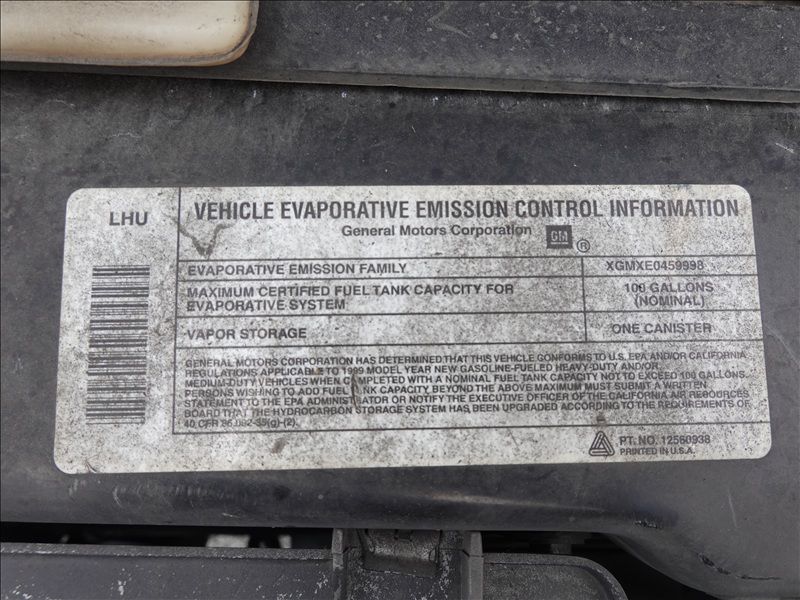 LHU
VEHICLE EVAPORATIVE EMISSION CONTROL INFORMATION
General Motors Corporation GM ®
EVAPORATIVE EMISSION FAMILY XGMXE0459998
MAXIMUM CERTIFIED FUEL TANK CAPACITY FOR 100 GALLONS
EVAPORATIVE SYSTEM (NOMINAL)
VAPOR STORAGE ONE CANISTER
GENERAL MOTORS CORPORATION HAS DETERMINED THAT THIS VEHICLE CONFORMS TO U.S. EPA AND/OR CALIFORNIA
REGULATIONS APPLICABLE TO 1999 MODEL YEAR NEW GASOLINE-FUELED HEAVY-DUTY AND/OR
MEDIUM-DUTY VEHICLES WHEN COMPLETED WITH A NOMINAL FUEL TANK CAPACITY NOT TO EXCEED 100 GALLONS.
PERSONS WISHING TO ADD FUEL TANK CAPACITY BEYOND THE ABOVE MAXIMUM MUST SUBMIT A WRITTEN
STATEMENT TO THE EPA ADMINISTRATOR OR NOTIFY THE EXECUTIVE OFFICER OF THE CALIFORNIA AIR RESOURCES
BOARD THAT THE HYDROCARBON STORAGE SYSTEM HAS BEEN UPGRADED ACCORDING TO THE REQUIREMENTS OF
40 CFR 86.082-35(g)-(2).
PT. NO. 12560938
PRINTED IN U.S.A.